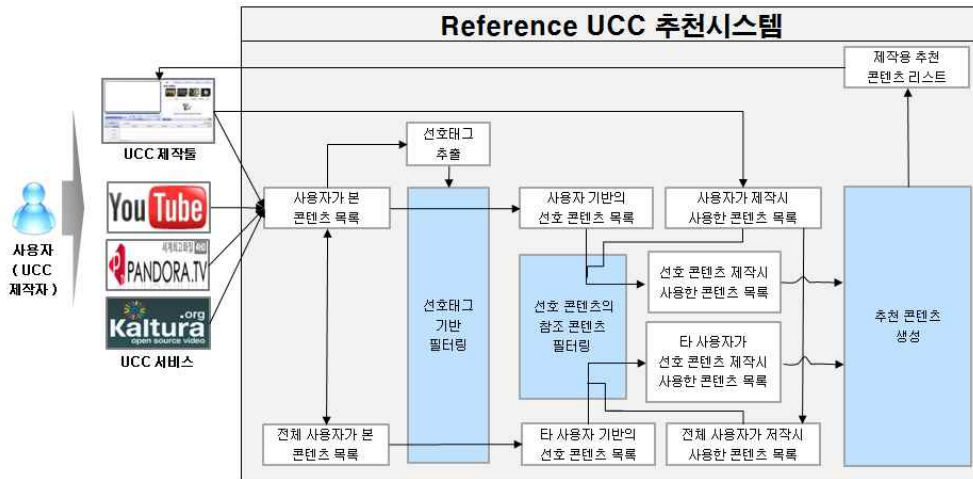 Reference UCC 추천시스템
제작용 추천
콘텐츠 리스트
UCC 제작툴
선호태그
추출
YouTube
사용자가 본
콘텐츠 목록
사용자 기반의
선호 콘텐츠 목록
사용자가 제작시
사용한 콘텐츠 목록
사용자
( UCC
제작자 )
세계최고화질
PANDORA.TV
선호태그
기반
필터링
선호 콘텐츠의
참조 콘텐츠
필터링
선호 콘텐츠 제작시
사용한 콘텐츠 목록
추천 콘텐츠
생성
Kaltura.org
open source video
UCC 서비스
타 사용자가
선호 콘텐츠 제작시
사용한 콘텐츠 목록
전체 사용자가 본
콘텐츠 목록
타 사용자 기반의
선호 콘텐츠 목록
전체 사용자가 저작시
사용한 콘텐츠 목록